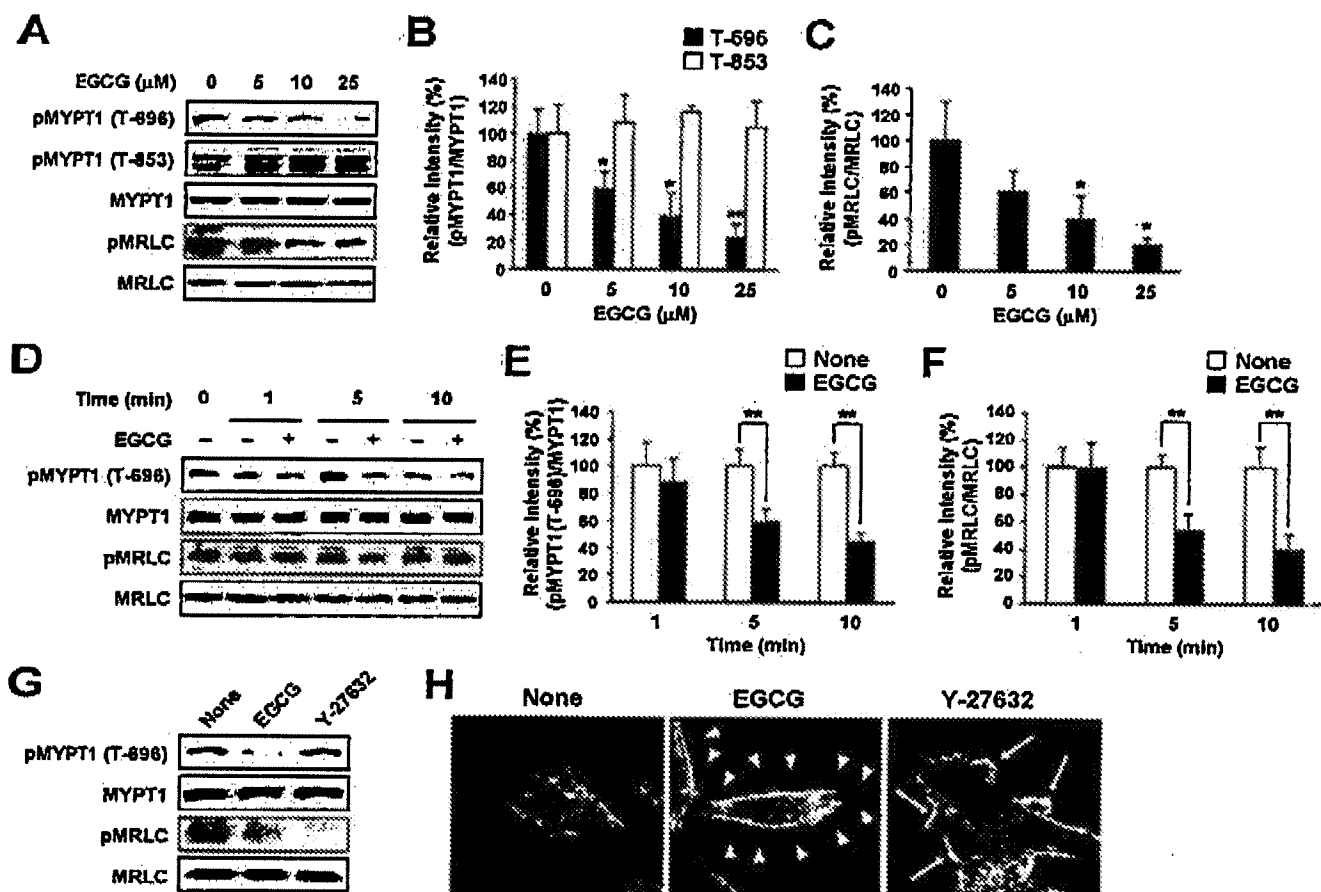 A
EGCG (µM) 0 5 10 25
pMYPT1 (T-696)
pMYPT1 (T-853)
MYPT1
pMRLC
MRLC
B
T-696
T-853
Relative Intensity (%)
(pMYPT1/MYPT1)
140
120
100
80
60
40
20
0
*
*
**
0 5 10 25
EGCG (µM)
C
Relative Intensity (%)
(pMRLC/MRLC)
140
120
100
80
60
40
20
0
*
*
0 5 10 25
EGCG (µM)
D
Time (min) 0 1 5 10
EGCG - - + - + - +
pMYPT1 (T-696)
MYPT1
pMRLC
MRLC
E
None
EGCG
Relative Intensity (%)
(pMYPT1(T-696)/MYPT1)
140
120
100
80
60
40
20
0
**
**
1 5 10
Time (min)
F
None
EGCG
Relative Intensity (%)
(pMRLC/MRLC)
140
120
100
80
60
40
20
0
**
**
1 5 10
Time (min)
G
None EGCG Y-27632
pMYPT1 (T-696)
MYPT1
pMRLC
MRLC
H
None EGCG Y-27632